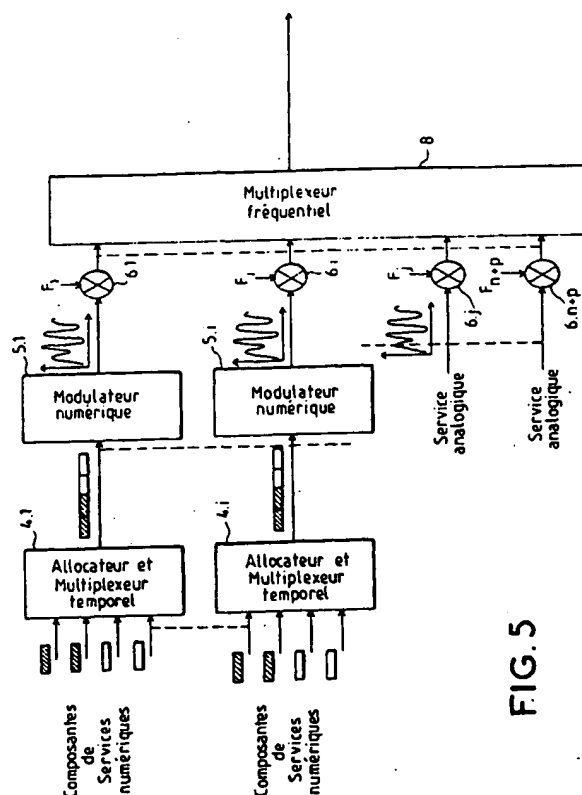 Composantes
de
Services
numériques
4.1
Allocateur et
Multiplexeur
temporel
5.1
Modulateur
numérique
F1
6.1
Composantes
de
Services
numériques
4.i
Allocateur et
Multiplexeur
temporel
5.i
Modulateur
numérique
Fi
6.i
Service
analogique
Fj
6.j
Service
analogique
Fn+p
6.n+p
Multiplexeur
fréquentiel
8
FIG. 5